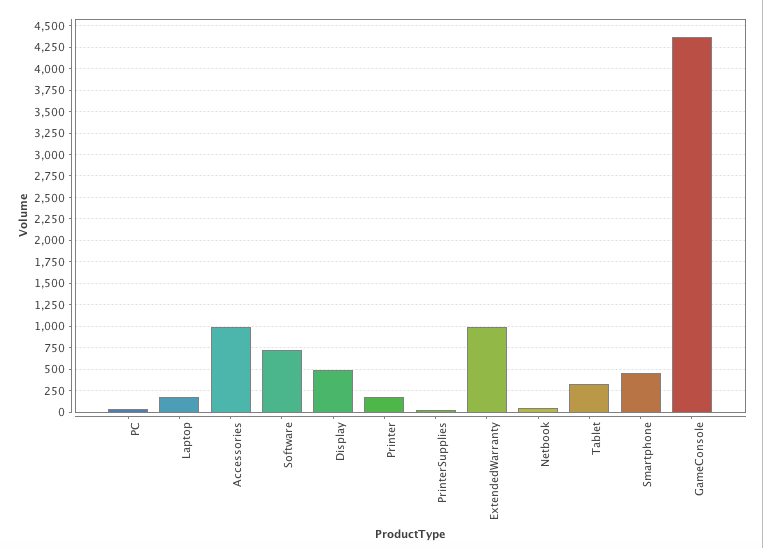 4,500
4,250
4,000
3,750
3,500
3,250
3,000
2,750
2,500
2,250
2,000
1,750
1,500
1,250
1,000
750
500
250
0
Volume
PC
Laptop
Accessories
Software
Display
Printer
PrinterSupplies
ExtendedWarranty
Netbook
Tablet
Smartphone
GameConsole
ProductType